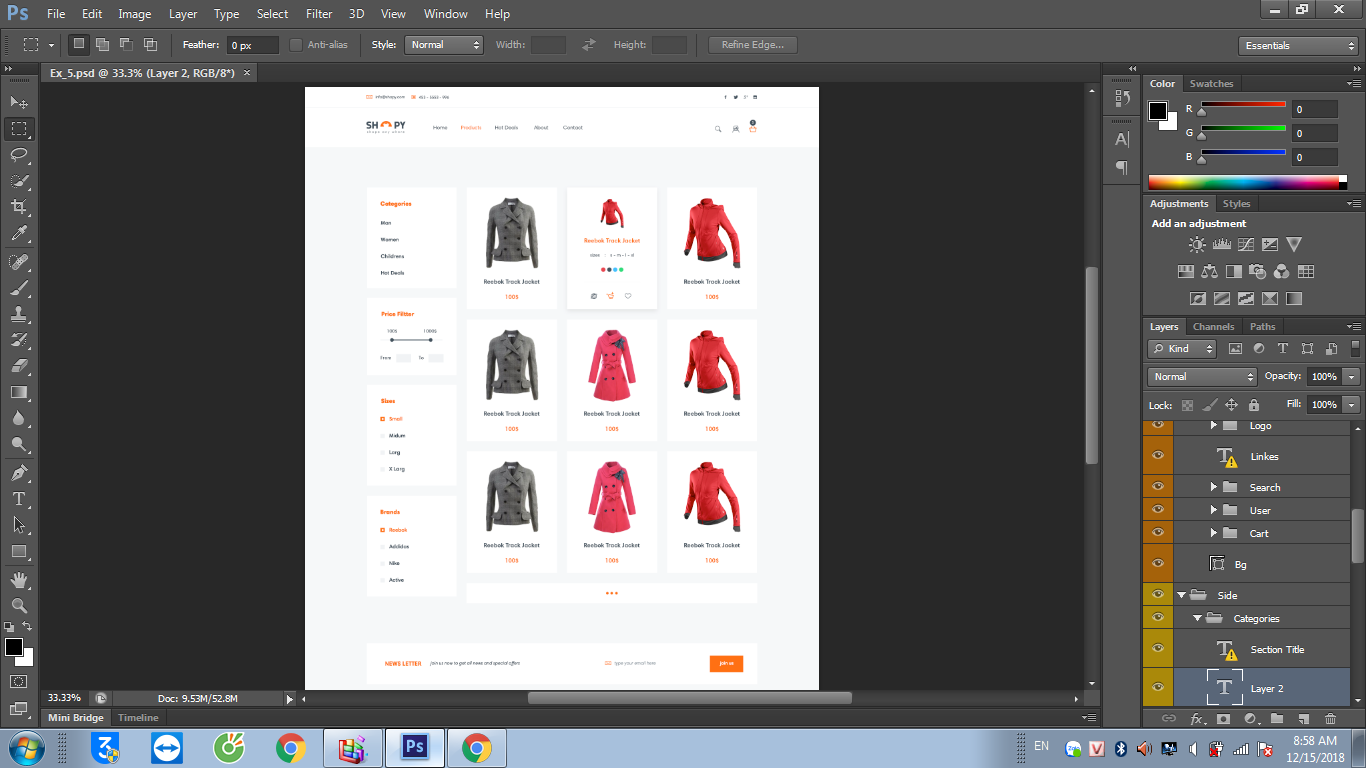 Ps File Edit Image Layer Type Select Filter 3D View Window Help
Feather: 0 px Anti-alias Style: Normal Width: Height: Refine Edge... Essentials
Ex_5.psd @ 33.3% (Layer 2, RGB/8*) ×
info@shopy.com
SH PY
Home Products Hot Deals About Contact
Categories
Man
Women
Childrens
Hot Deals
Price Filtter
100$ 1000$
From To
Sizes
Small
Midum
Larg
X Larg
Brands
Reebok
Addidas
Nike
Active
Reebok Track Jacket
100$
Reebok Track Jacket
sizes : s - m - l - xl
Reebok Track Jacket
100$
Reebok Track Jacket
100$
Reebok Track Jacket
100$
Reebok Track Jacket
100$
Reebok Track Jacket
100$
Reebok Track Jacket
100$
Reebok Track Jacket
100$
NEWS LETTER join us now to get all news and special offers type your email here join us
33.33% Doc: 9.53M/52.8M
Mini Bridge Timeline
Color Swatches
R 0
G 0
B 0
Adjustments Styles
Add an adjustment
Layers Channels Paths
Kind
Normal Opacity: 100%
Lock: Fill: 100%
Logo
Linkes
Search
User
Cart
Bg
Side
Categories
Section Title
Layer 2
Ps
EN
Zalo
8:58 AM
12/15/2018